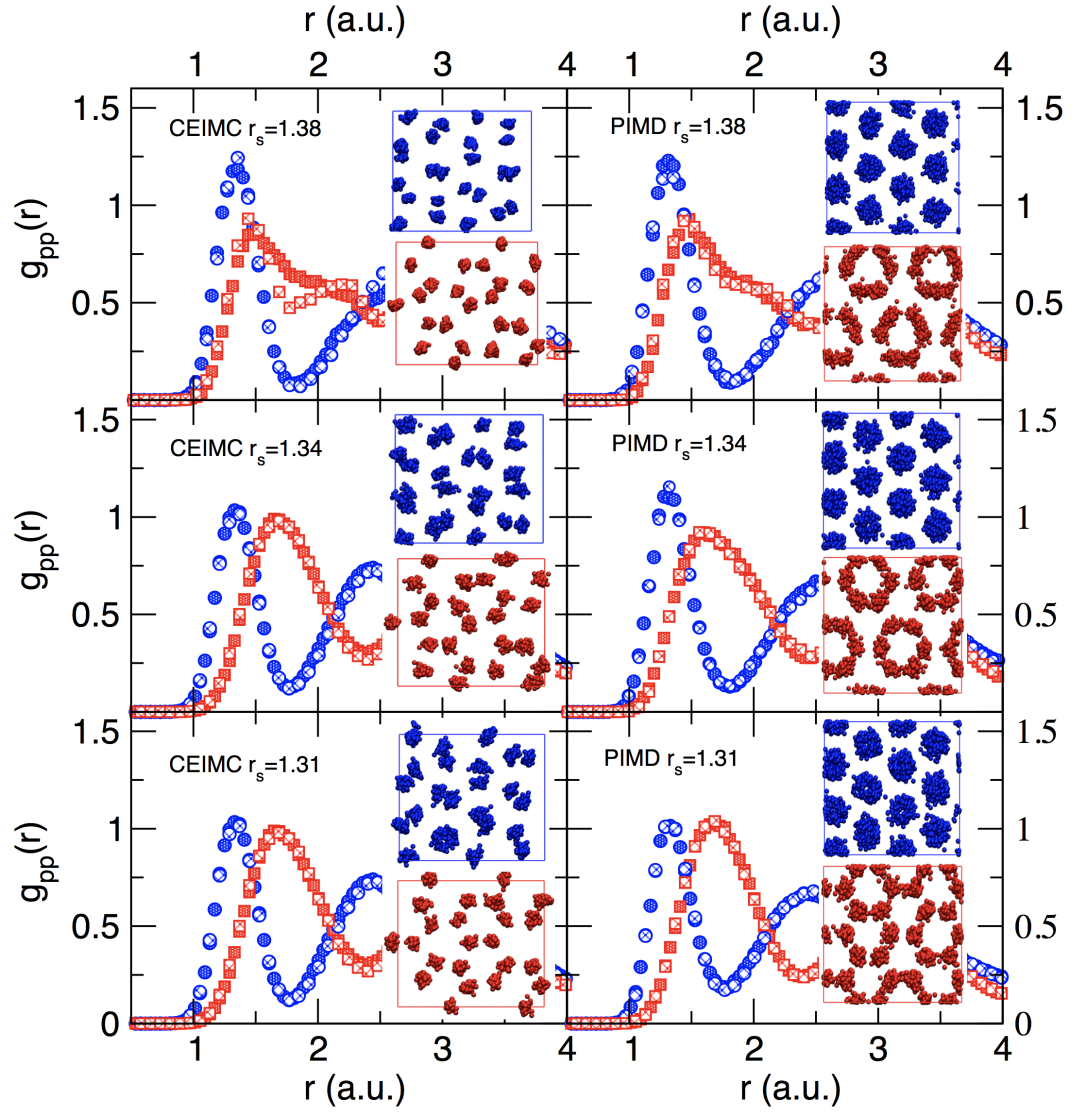 r (a.u.)
r (a.u.)
1 2 3 4
1 2 3 4
1.5
1
0.5
g_pp(r)
CEIMC r_s=1.38
PIMD r_s=1.38
1.5
1
0.5
1.5
1
0.5
g_pp(r)
CEIMC r_s=1.34
PIMD r_s=1.34
1.5
1
0.5
1.5
1
0.5
0
g_pp(r)
CEIMC r_s=1.31
PIMD r_s=1.31
1.5
1
0.5
0
1 2 3 4
1 2 3 4
r (a.u.)
r (a.u.)